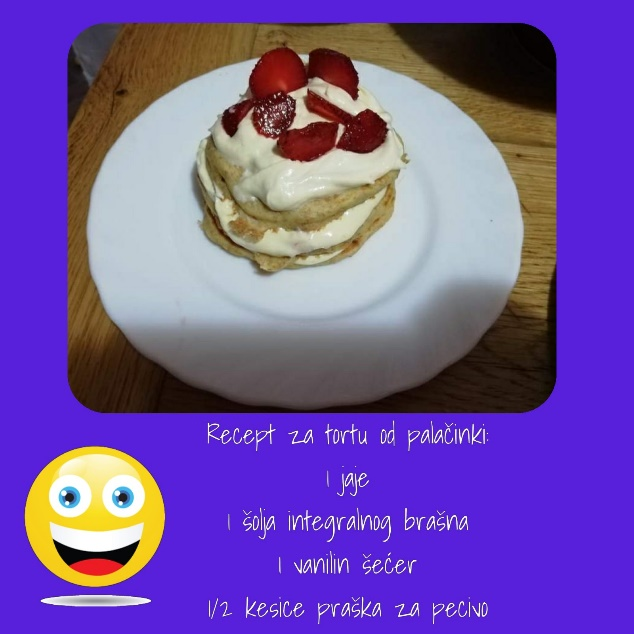 Recept za tortu od palačinki:
1 jaje
1 šolja integralnog brašna
1 vanilin šećer
1/2 kesice praška za pecivo